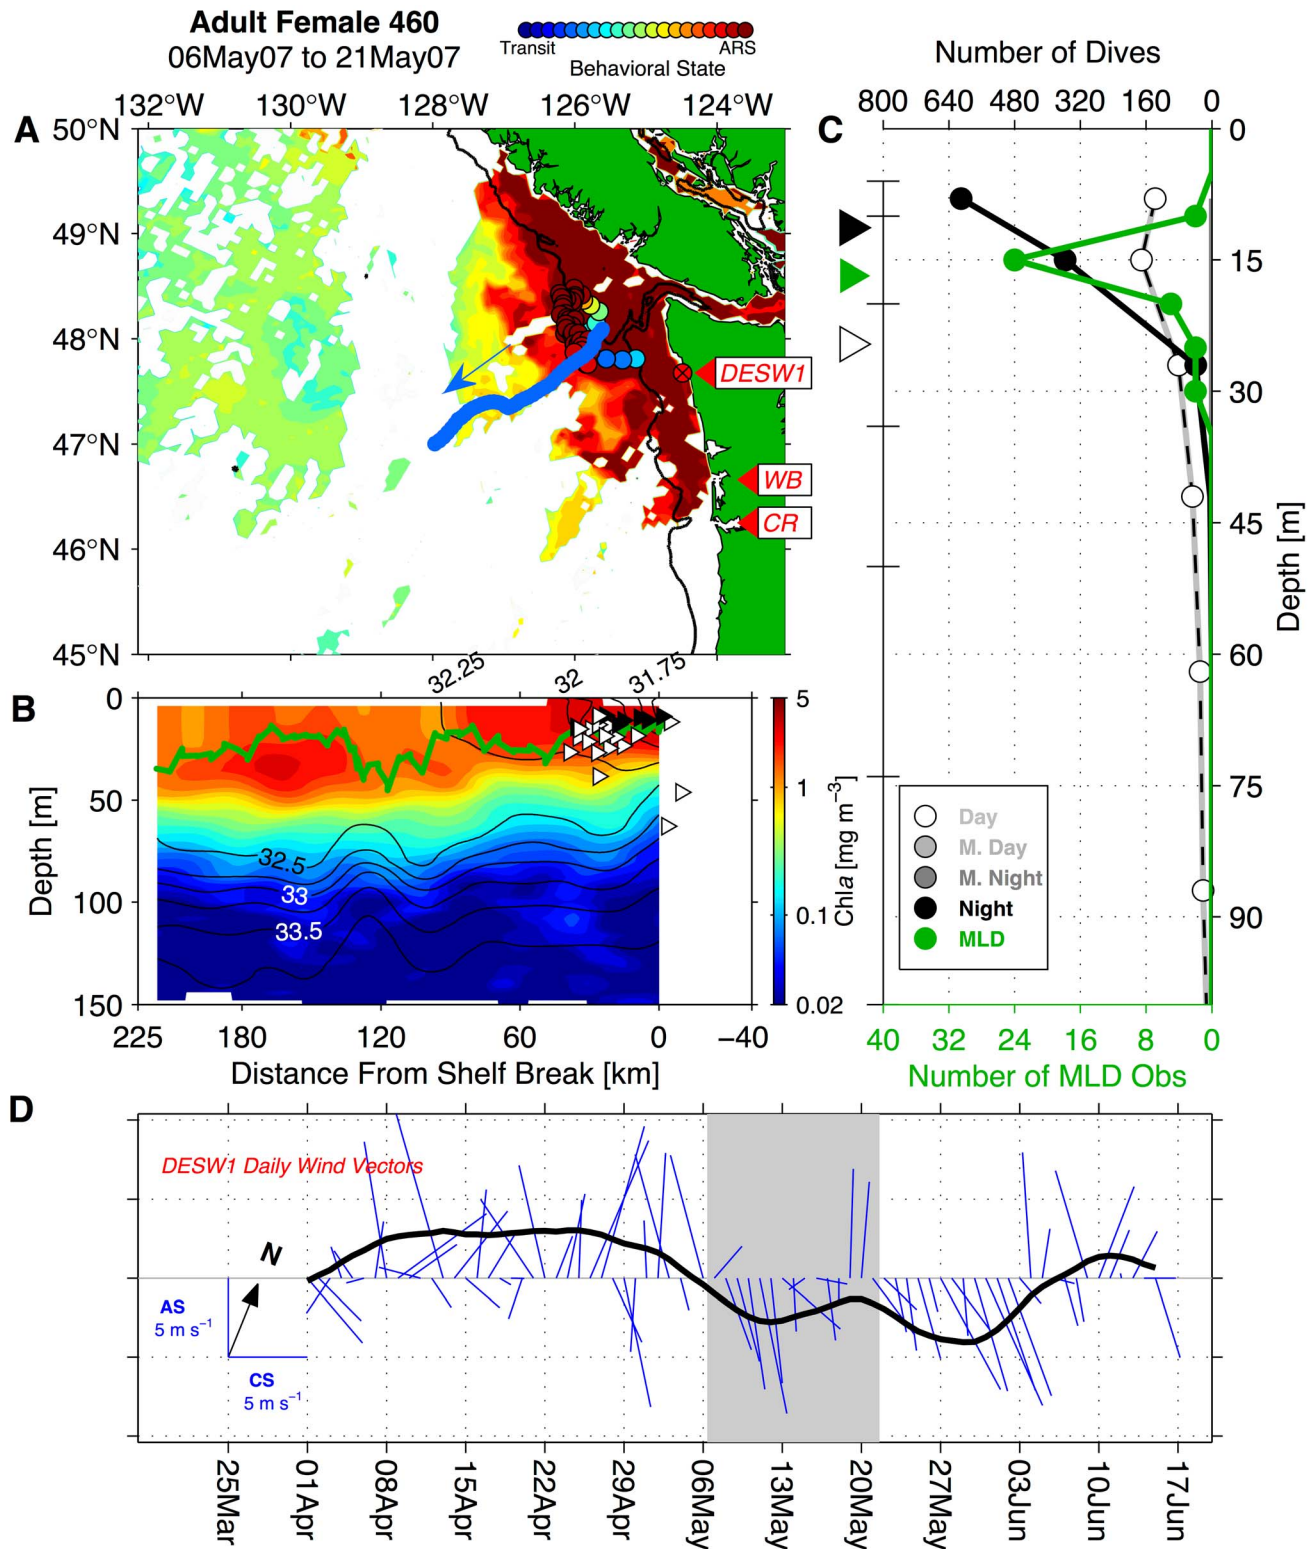 Adult Female 460
06May07 to 21May07
Transit ARS
Behavioral State
132°W 130°W 128°W 126°W 124°W
A
50°N
49°N
48°N
47°N
46°N
45°N
DESW1
WB
CR
C
Number of Dives
800 640 480 320 160 0
0
15
30
45
60
75
90
Depth [m]
Day
M. Day
M. Night
Night
MLD
40 32 24 16 8 0
Number of MLD Obs
B
32.25 32 31.75
0
50
100
150
Depth [m]
32.5
33
33.5
225 180 120 60 0 −40
Distance From Shelf Break [km]
5
1
0.1
0.02
Chla [mg m⁻³]
D
DESW1 Daily Wind Vectors
N
AS
5 m s⁻¹
CS
5 m s⁻¹
25Mar 01Apr 08Apr 15Apr 22Apr 29Apr 06May 13May 20May 27May 03Jun 10Jun 17Jun